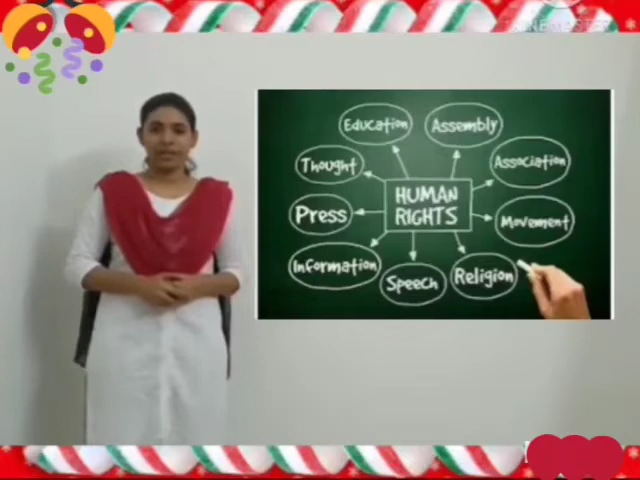 Education
Assembly
Thought
Association
HUMAN
RIGHTS
Press
Movement
Information
Speech
Religion